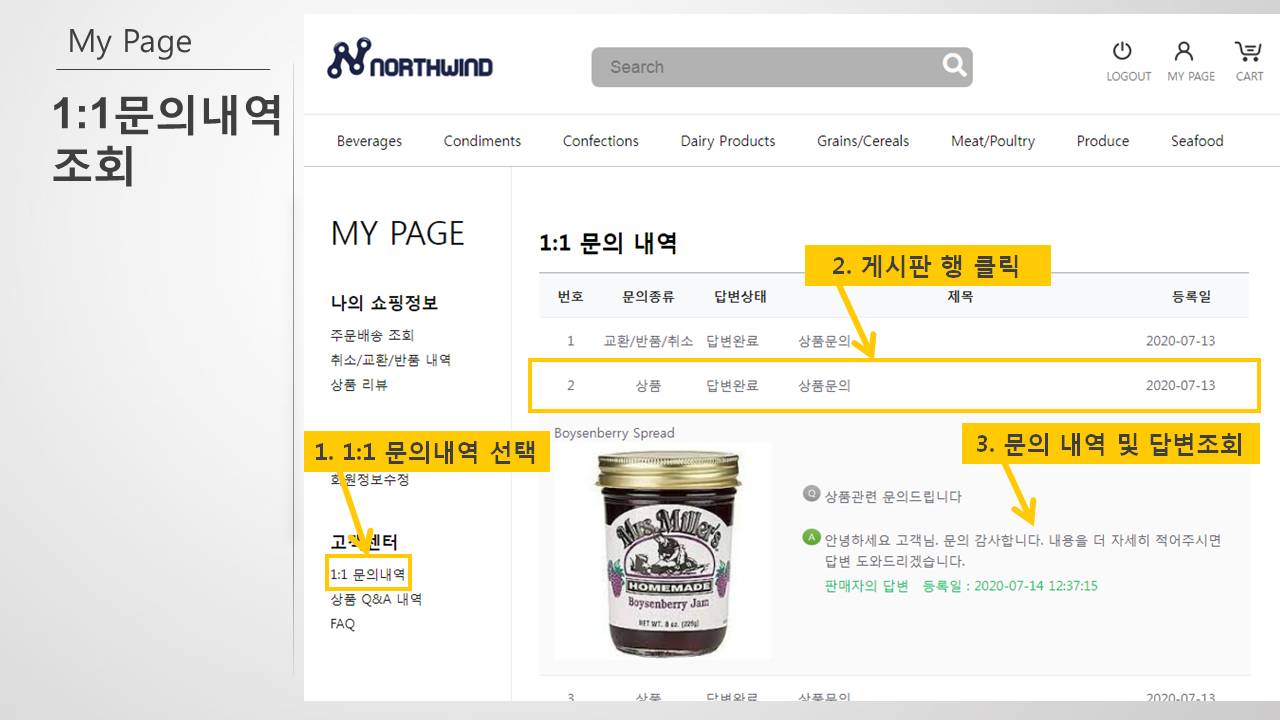 My Page
1:1문의내역
조회
NORTHWIND
Search
LOGOUT
MY PAGE
CART
Beverages
Condiments
Confections
Dairy Products
Grains/Cereals
Meat/Poultry
Produce
Seafood
MY PAGE
나의 쇼핑정보
주문배송 조회
취소/교환/반품 내역
상품 리뷰
1. 1:1 문의내역 선택
회원정보수정
고객센터
1:1 문의내역
상품 Q&A 내역
FAQ
1:1 문의 내역
2. 게시판 행 클릭
번호 문의종류 답변상태 제목 등록일
1 교환/반품/취소 답변완료 상품문의 2020-07-13
2 상품 답변완료 상품문의 2020-07-13
Boysenberry Spread
3. 문의 내역 및 답변조회
Mrs. Miller's
HOMEMADE
Boysenberry Jam
NET WT. 8 oz. (226g)
Q 상품관련 문의드립니다
A 안녕하세요 고객님. 문의 감사합니다. 내용을 더 자세히 적어주시면
답변 도와드리겠습니다.
판매자의 답변 등록일 : 2020-07-14 12:37:15
3 상품 답변완료 상품문의 2020-07-13